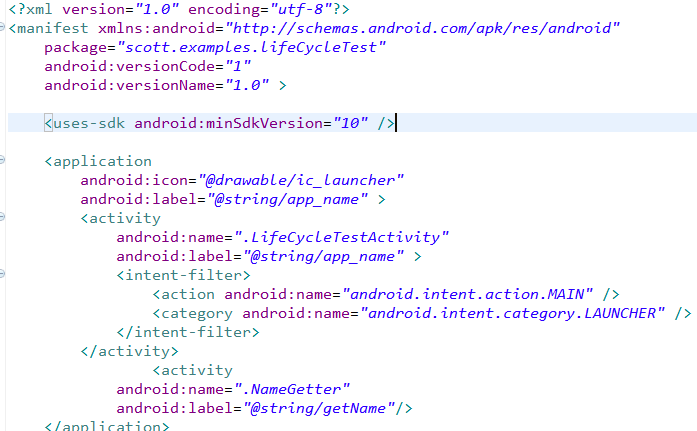 <?xml version="1.0" encoding="utf-8"?>
<manifest xmlns:android="http://schemas.android.com/apk/res/android"
    package="scott.examples.lifeCycleTest"
    android:versionCode="1"
    android:versionName="1.0" >
    <uses-sdk android:minSdkVersion="10" />
    <application
        android:icon="@drawable/ic_launcher"
        android:label="@string/app_name" >
        <activity
            android:name=".LifeCycleTestActivity"
            android:label="@string/app_name" >
            <intent-filter>
                <action android:name="android.intent.action.MAIN" />
                <category android:name="android.intent.category.LAUNCHER" />
            </intent-filter>
        </activity>
                <activity
            android:name=".NameGetter"
            android:label="@string/getName"/>
    </application>